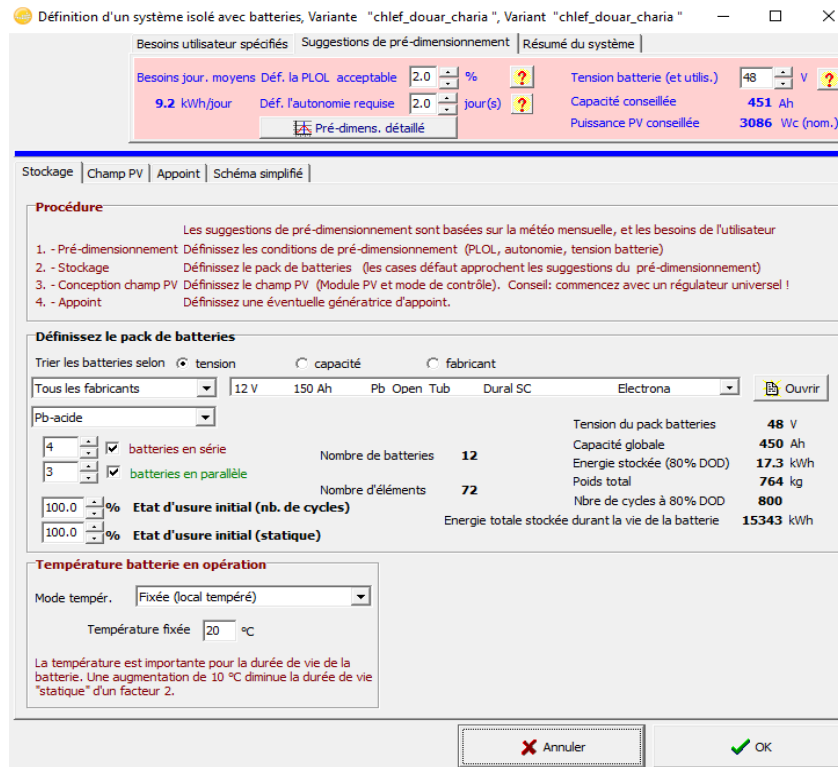 Définition d'un système isolé avec batteries, Variante "chlef_douar_charia ", Variant "chlef_douar_charia "
Besoins utilisateur spécifiés Suggestions de pré-dimensionnement Résumé du système
Besoins jour. moyens Déf. la PLOL acceptable 2.0 % ? Tension batterie (et utilis.) 48 V ?
9.2 kWh/jour Déf. l'autonomie requise 2.0 jour(s) ? Capacité conseillée 451 Ah
Pré-dimens. détaillé Puissance PV conseillée 3086 Wc (nom.)
Stockage Champ PV Appoint Schéma simplifié
Procédure
Les suggestions de pré-dimensionnement sont basées sur la météo mensuelle, et les besoins de l'utilisateur
1. - Pré-dimensionnement Définissez les conditions de pré-dimensionnement (PLOL, autonomie, tension batterie)
2. - Stockage Définissez le pack de batteries (les cases défaut approchent les suggestions du pré-dimensionnement)
3. - Conception champ PV Définissez le champ PV (Module PV et mode de contrôle). Conseil: commencez avec un régulateur universel !
4. - Appoint Définissez une éventuelle génératrice d'appoint.
Définissez le pack de batteries
Trier les batteries selon tension capacité fabricant
Tous les fabricants 12 V 150 Ah Pb Open Tub Dural SC Electrona Ouvrir
Pb-acide Tension du pack batteries 48 V
4 batteries en série Nombre de batteries 12 Capacité globale 450 Ah
Energie stockée (80% DOD) 17.3 kWh
3 batteries en parallèle Nombre d'éléments 72 Poids total 764 kg
Nbre de cycles à 80% DOD 800
100.0 % Etat d'usure initial (nb. de cycles) Energie totale stockée durant la vie de la batterie 15343 kWh
100.0 % Etat d'usure initial (statique)
Température batterie en opération
Mode tempér. Fixée (local tempéré)
Température fixée 20 °C
La température est importante pour la durée de vie de la
batterie. Une augmentation de 10 °C diminue la durée de vie
"statique" d'un facteur 2.
Annuler OK